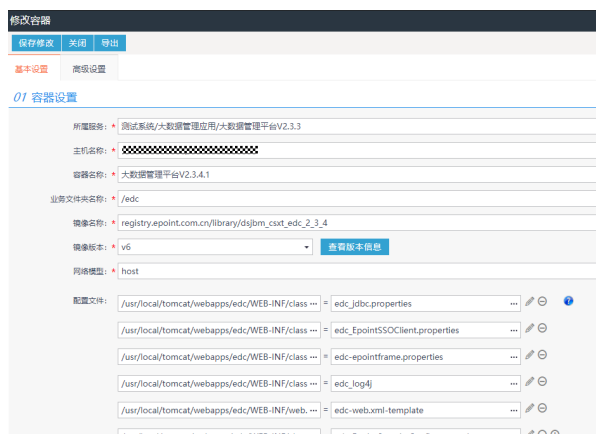 修改容器
保存修改 关闭 导出
基本设置 高级设置
01 容器设置
所属服务: * 测试系统/大数据管理应用/大数据管理平台V2.3.3
主机名称: *
容器名称: * 大数据管理平台V2.3.4.1
业务文件夹名称: * /edc
镜像名称: * registry.epoint.com.cn/library/dsjbm_csxt_edc_2_3_4
镜像版本: * v6 查看版本信息
网络模型: * host
配置文件: /usr/local/tomcat/webapps/edc/WEB-INF/class ... = edc_jdbc.properties ...
/usr/local/tomcat/webapps/edc/WEB-INF/class ... = edc_EpointSSOClient.properties ...
/usr/local/tomcat/webapps/edc/WEB-INF/class ... = edc-epointframe.properties ...
/usr/local/tomcat/webapps/edc/WEB-INF/class ... = edc_log4j ...
/usr/local/tomcat/webapps/edc/WEB-INF/web. ... = edc-web.xml-template ...